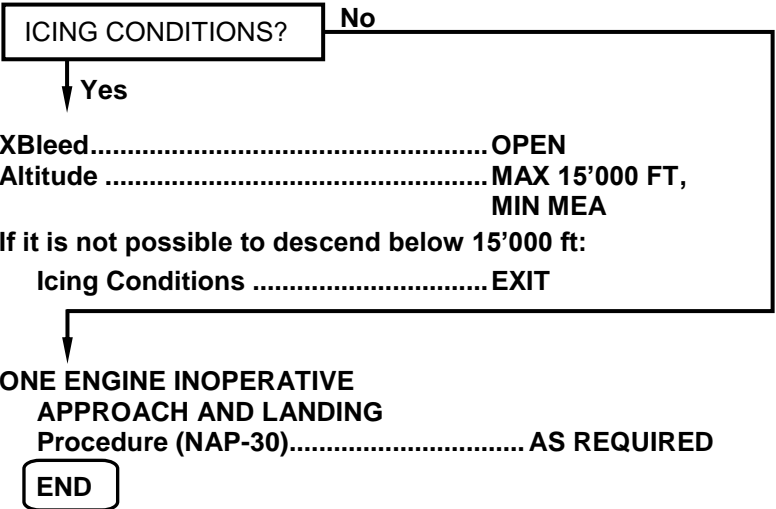 ICING CONDITIONS?
No
Yes
XBleed......................................................OPEN
Altitude ....................................................MAX 15'000 FT,
MIN MEA
If it is not possible to descend below 15'000 ft:
Icing Conditions ................................EXIT
ONE ENGINE INOPERATIVE
APPROACH AND LANDING
Procedure (NAP-30)................................ AS REQUIRED
END